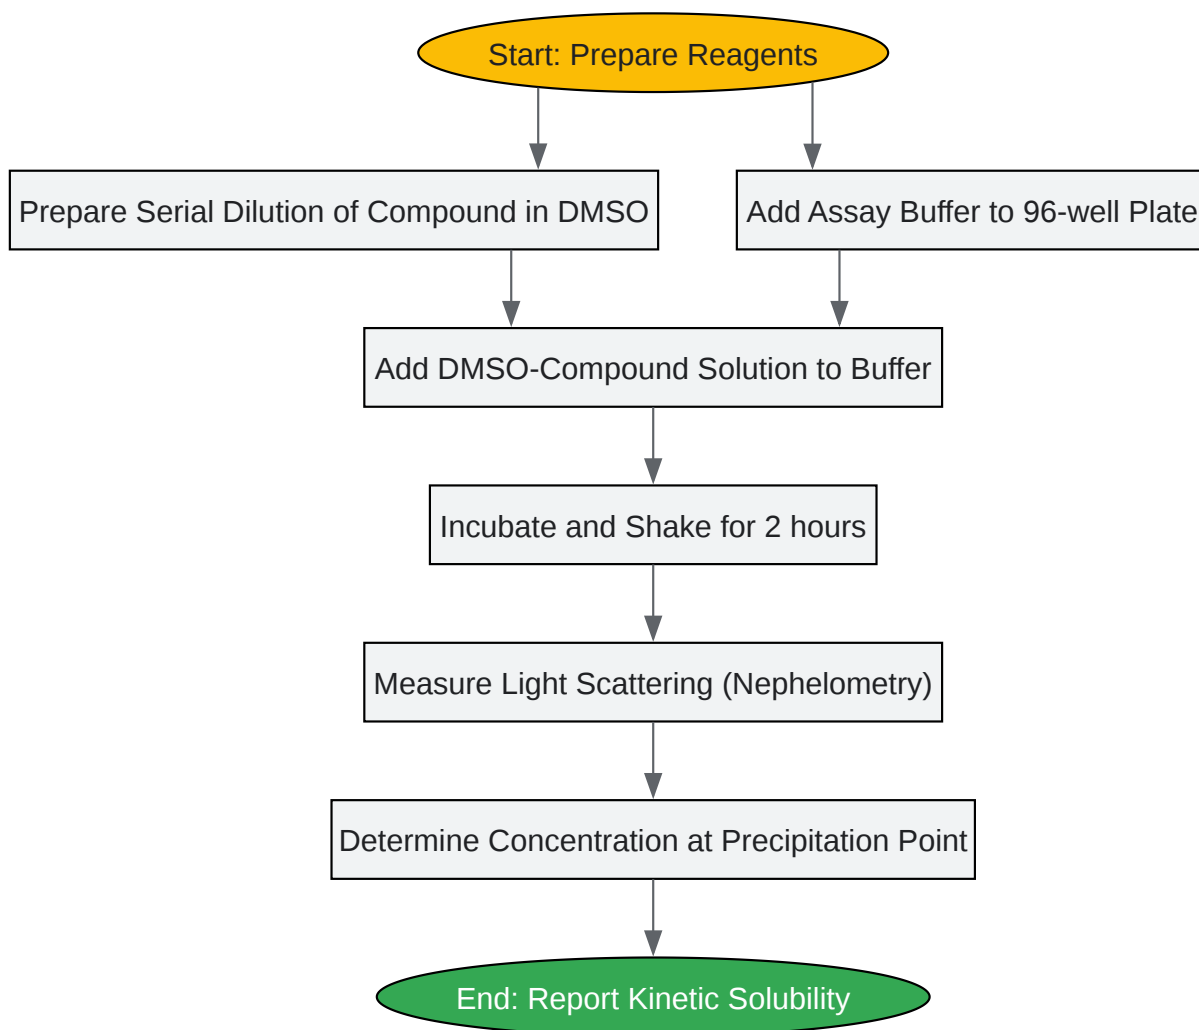 Start: Prepare Reagents
Prepare Serial Dilution of Compound in DMSO
Add Assay Buffer to 96-well Plate
Add DMSO-Compound Solution to Buffer
Incubate and Shake for 2 hours
Measure Light Scattering (Nephelometry)
Determine Concentration at Precipitation Point
End: Report Kinetic Solubility